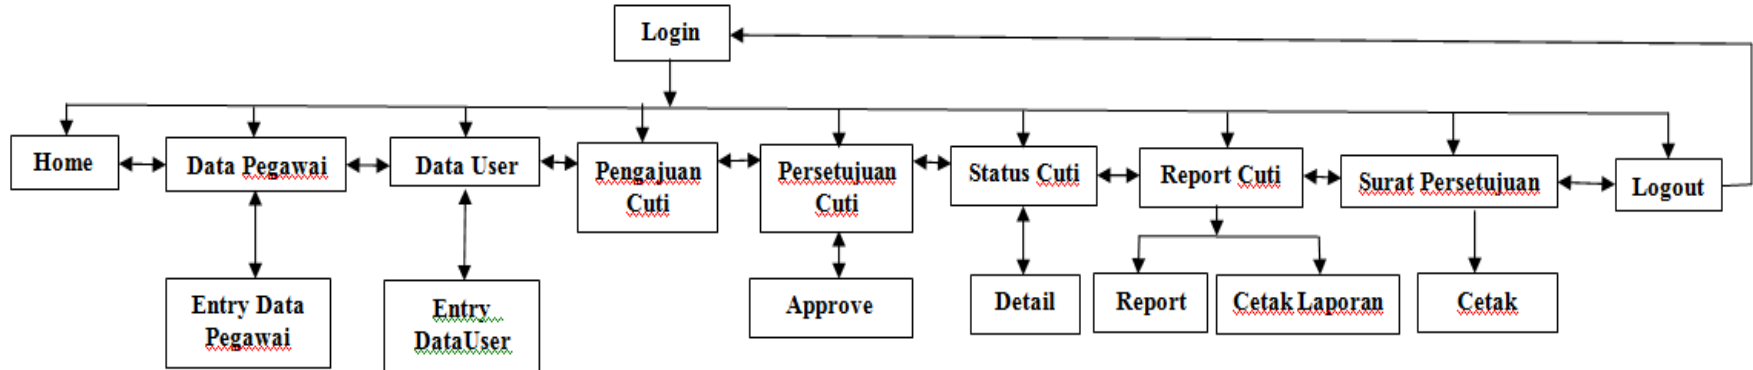 Login
Home
Data Pegawai
Data User
Pengajuan
Cuti
Persetujuan
Cuti
Status Cuti
Report Cuti
Surat Persetujuan
Logout
Entry Data
Pegawai
Entry
DataUser
Approve
Detail
Report
Cetak Laporan
Cetak